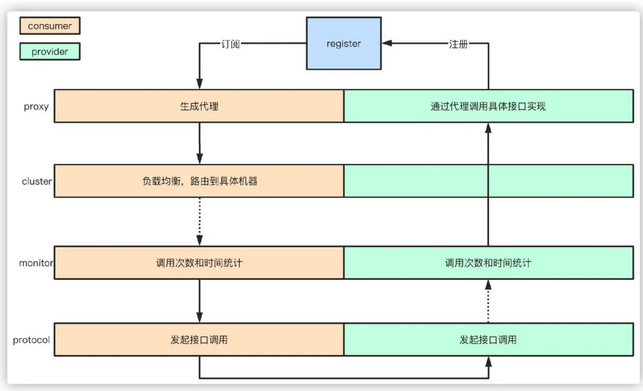 consumer
provider
订阅
register
注册
proxy
生成代理
通过代理调用具体接口实现
cluster
负载均衡，路由到具体机器
monitor
调用次数和时间统计
调用次数和时间统计
protocol
发起接口调用
发起接口调用